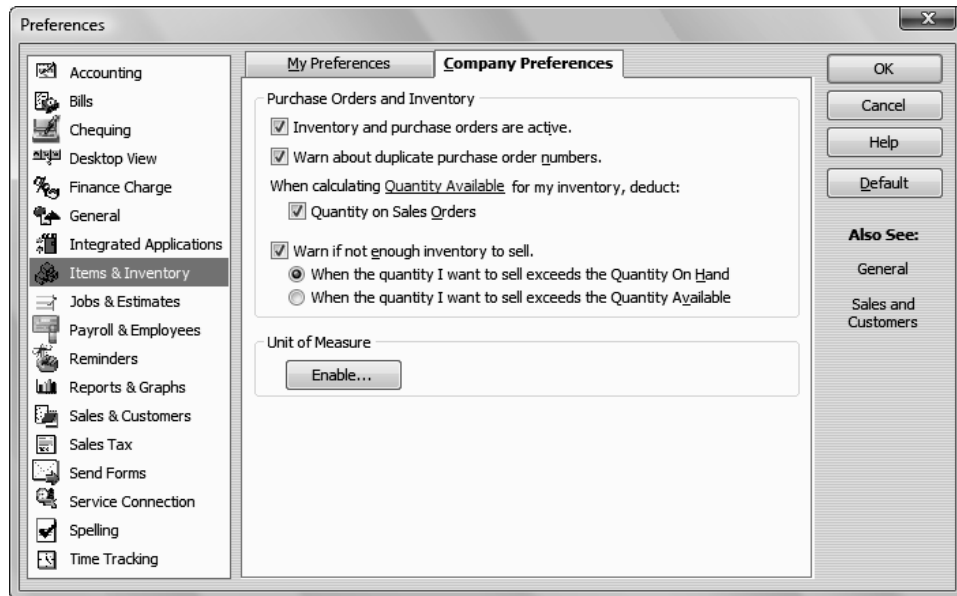 Preferences
Accounting
Bills
Chequing
Desktop View
Finance Charge
General
Integrated Applications
Items & Inventory
Jobs & Estimates
Payroll & Employees
Reminders
Reports & Graphs
Sales & Customers
Sales Tax
Send Forms
Service Connection
Spelling
Time Tracking
My Preferences
Company Preferences
Purchase Orders and Inventory
Inventory and purchase orders are active.
Warn about duplicate purchase order numbers.
When calculating Quantity Available for my inventory, deduct:
Quantity on Sales Orders
Warn if not enough inventory to sell.
When the quantity I want to sell exceeds the Quantity On Hand
When the quantity I want to sell exceeds the Quantity Available
Unit of Measure
Enable...
OK
Cancel
Help
Default
Also See:
General
Sales and
Customers